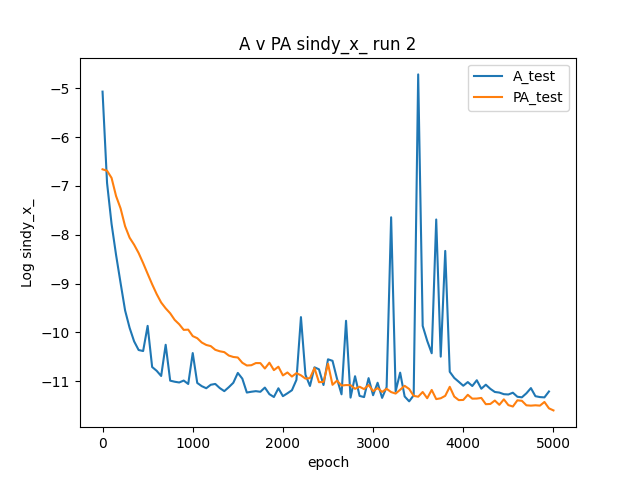 A v PA sindy_x_ run 2
A_test
PA_test
Log sindy_x_
−5
−6
−7
−8
−9
−10
−11
0
1000
2000
3000
4000
5000
epoch